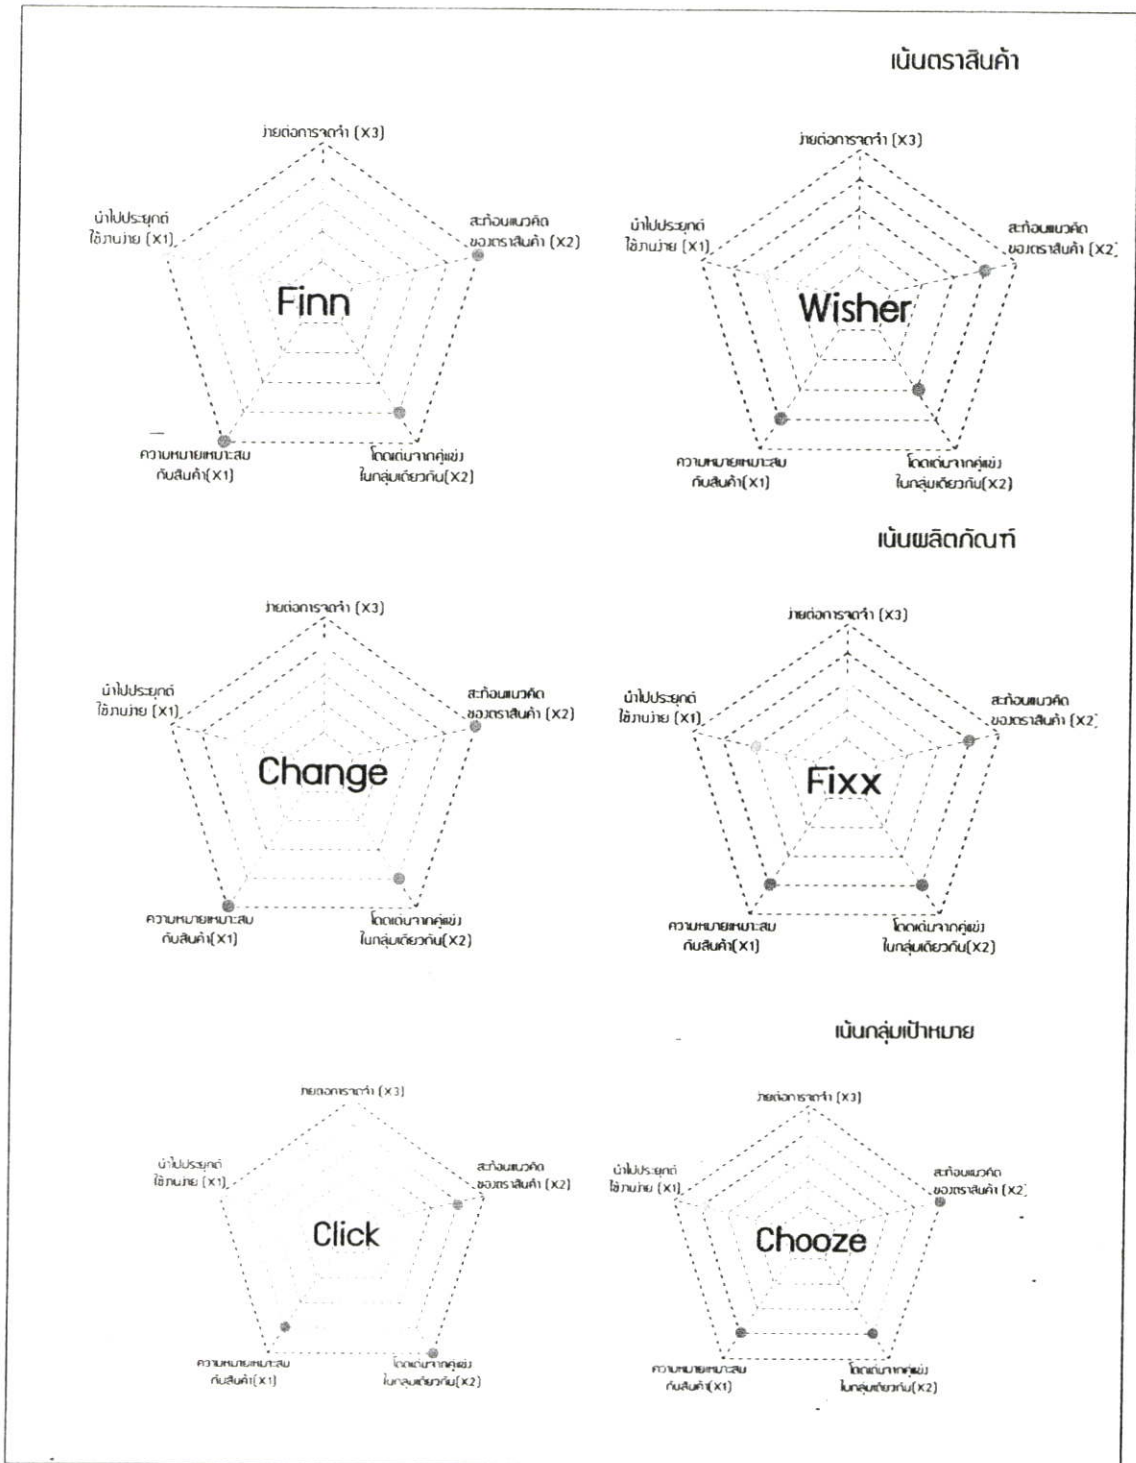 เน้นตราสินค้า
ง่ายต่อการจดจำ (X3)
นำไปประยุกต์
ใช้งานง่าย (X1)
สะท้อนแนวคิด
ของตราสินค้า (X2)
Finn
ความหมายเหมาะสม
กับสินค้า(X1)
โดดเด่นจากคู่แข่ง
ในกลุ่มเดียวกัน(X2)
ง่ายต่อการจดจำ (X3)
นำไปประยุกต์
ใช้งานง่าย (X1)
สะท้อนแนวคิด
ของตราสินค้า (X2)
Wisher
ความหมายเหมาะสม
กับสินค้า(X1)
โดดเด่นจากคู่แข่ง
ในกลุ่มเดียวกัน(X2)
เน้นผลิตภัณฑ์
ง่ายต่อการจดจำ (X3)
นำไปประยุกต์
ใช้งานง่าย (X1)
สะท้อนแนวคิด
ของตราสินค้า (X2)
Change
ความหมายเหมาะสม
กับสินค้า(X1)
โดดเด่นจากคู่แข่ง
ในกลุ่มเดียวกัน(X2)
ง่ายต่อการจดจำ (X3)
นำไปประยุกต์
ใช้งานง่าย (X1)
สะท้อนแนวคิด
ของตราสินค้า (X2)
Fixx
ความหมายเหมาะสม
กับสินค้า(X1)
โดดเด่นจากคู่แข่ง
ในกลุ่มเดียวกัน(X2)
เน้นกลุ่มเป้าหมาย
ง่ายต่อการจดจำ (X3)
นำไปประยุกต์
ใช้งานง่าย (X1)
สะท้อนแนวคิด
ของตราสินค้า (X2)
Click
ความหมายเหมาะสม
กับสินค้า(X1)
โดดเด่นจากคู่แข่ง
ในกลุ่มเดียวกัน(X2)
ง่ายต่อการจดจำ (X3)
นำไปประยุกต์
ใช้งานง่าย (X1)
สะท้อนแนวคิด
ของตราสินค้า (X2)
Chooze
ความหมายเหมาะสม
กับสินค้า(X1)
โดดเด่นจากคู่แข่ง
ในกลุ่มเดียวกัน(X2)